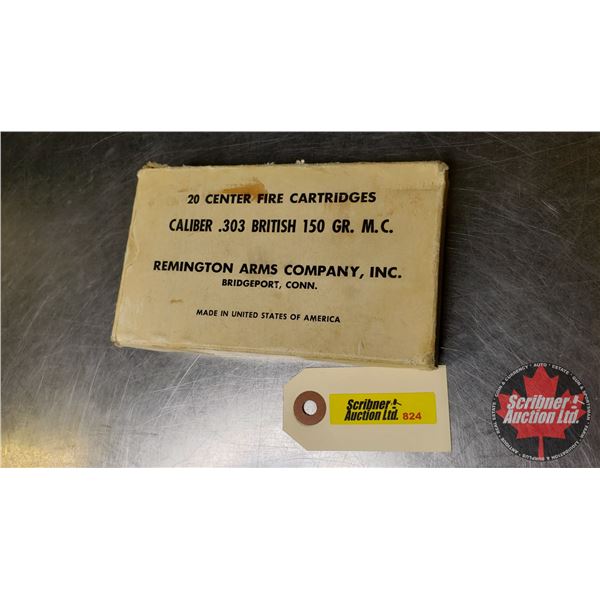 20 CENTER FIRE CARTRIDGES
CALIBER .303 BRITISH 150 GR. M.C.
REMINGTON ARMS COMPANY, INC.
BRIDGEPORT, CONN.
MADE IN UNITED STATES OF AMERICA
Scribner
Auction Ltd. 824
Scribner
Auction Ltd.